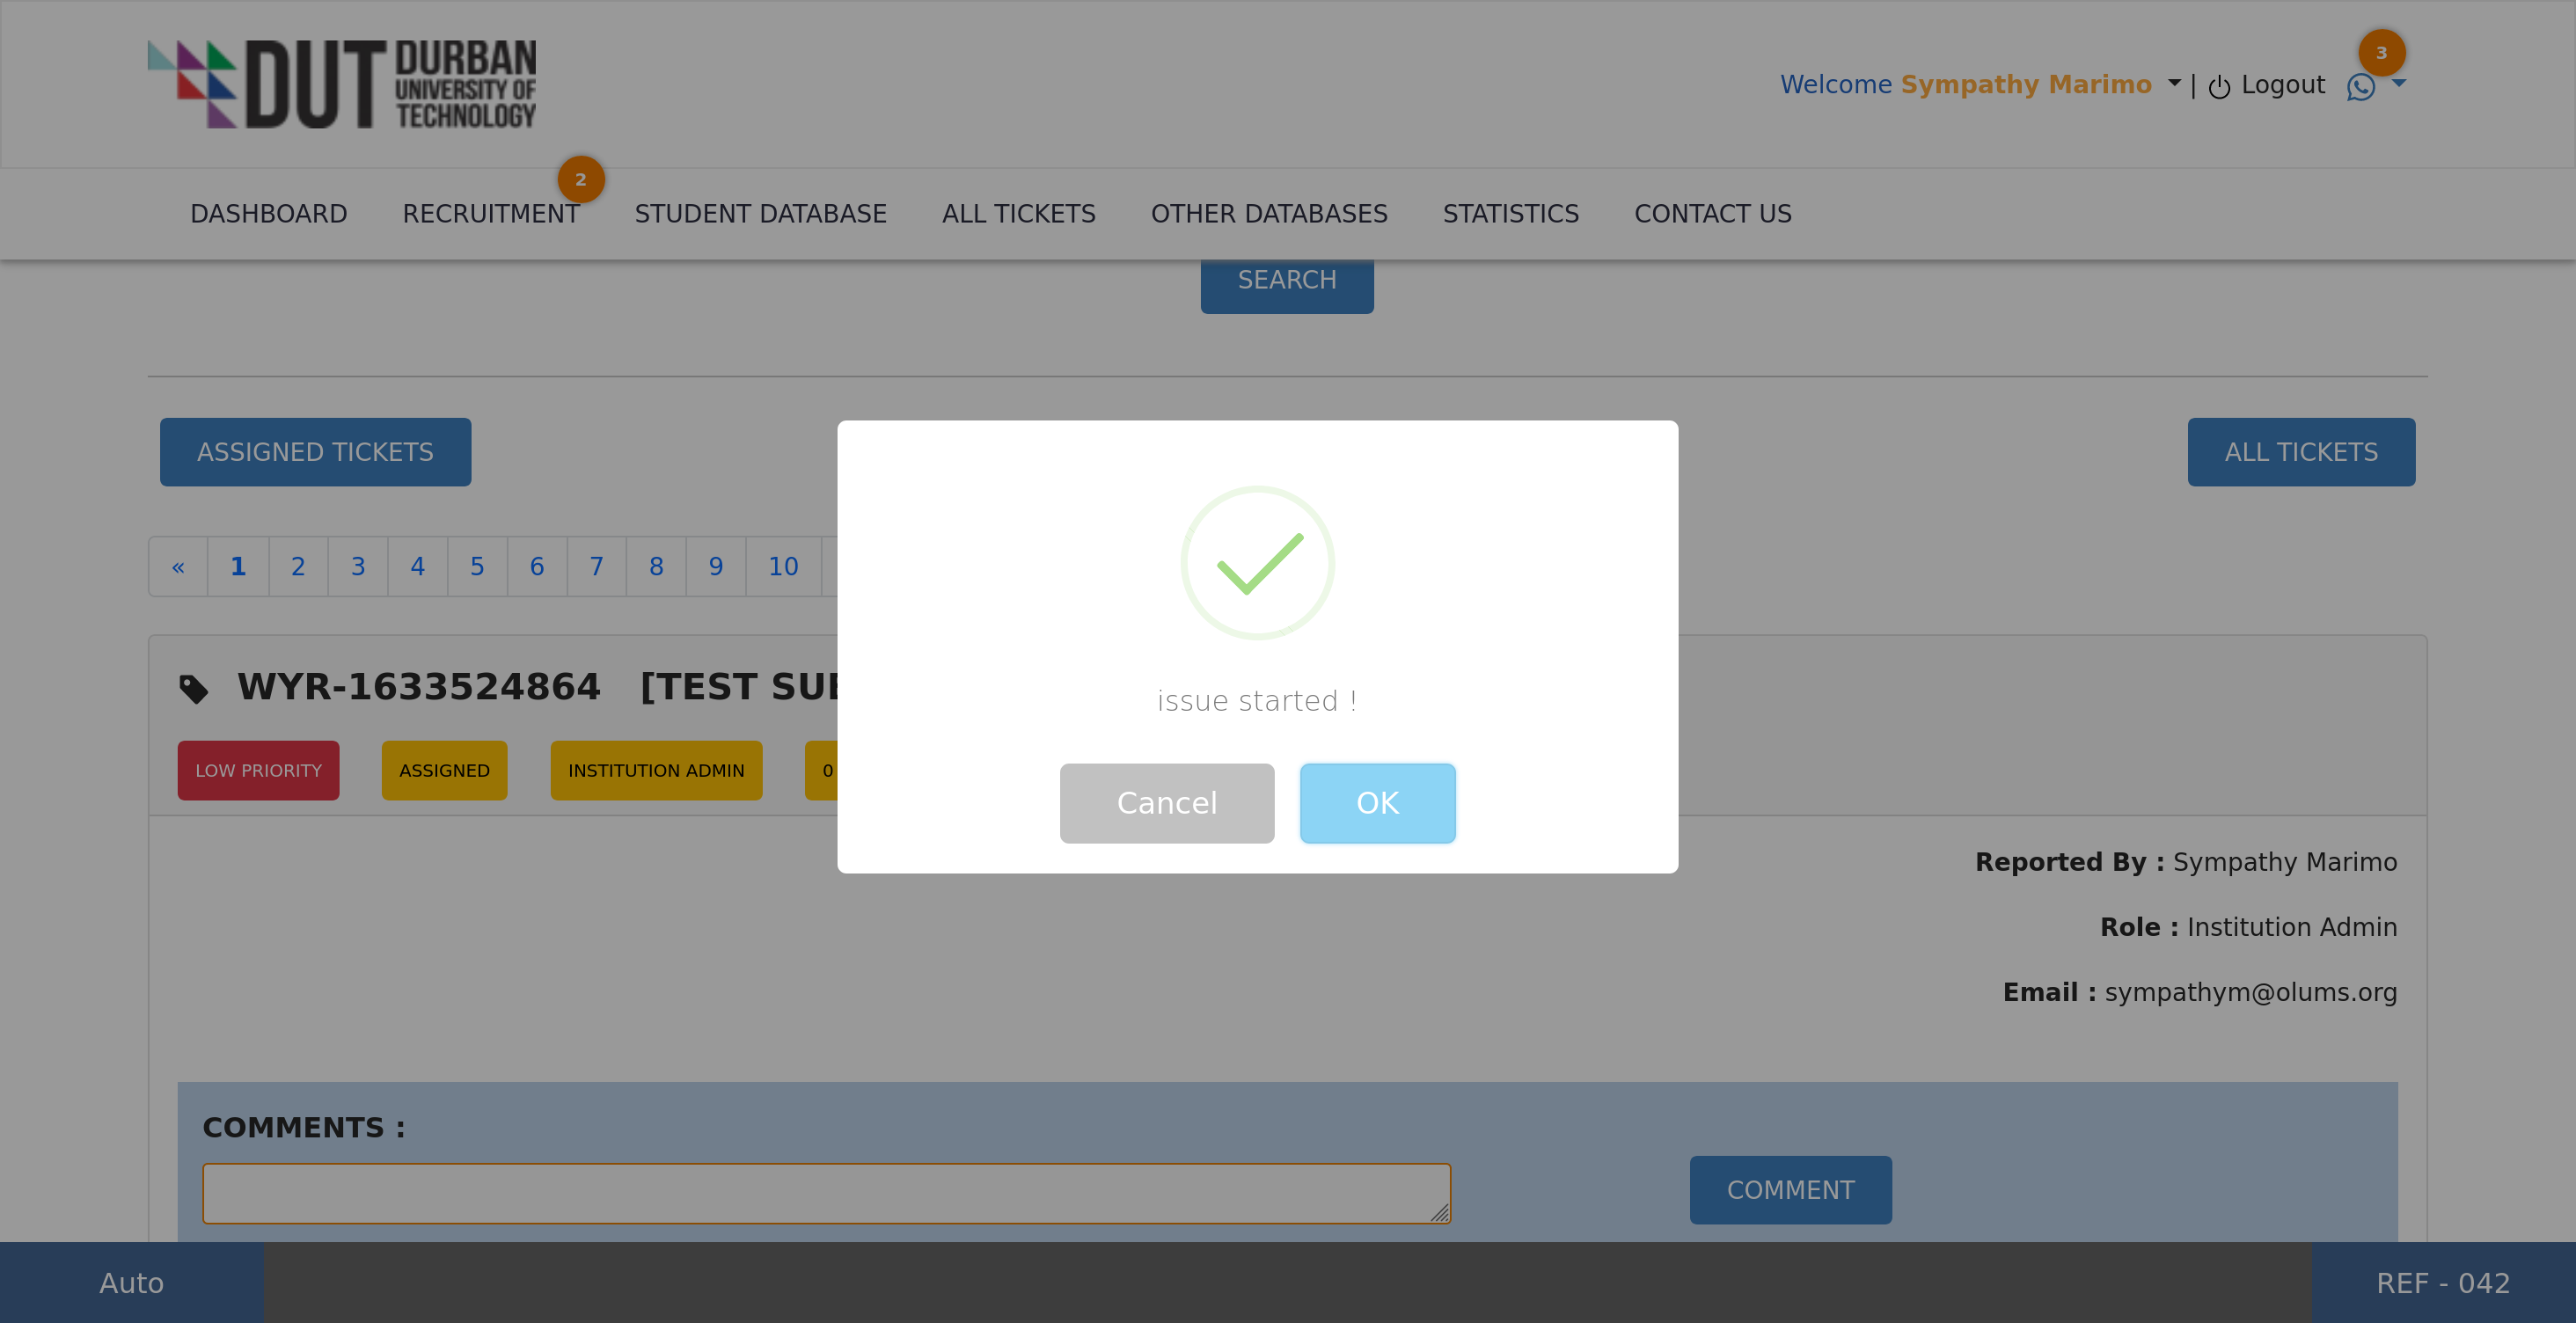 DUT DURBAN
UNIVERSITY OF
TECHNOLOGY
Welcome Sympathy Marimo | Logout 3
2
DASHBOARD RECRUITMENT STUDENT DATABASE ALL TICKETS OTHER DATABASES STATISTICS CONTACT US
SEARCH
ASSIGNED TICKETS ALL TICKETS
« 1 2 3 4 5 6 7 8 9 10
WYR-1633524864 [TEST
LOW PRIORITY ASSIGNED INSTITUTION ADMIN 0
issue started !
Cancel OK
Reported By : Sympathy Marimo
Role : Institution Admin
Email : sympathym@olums.org
COMMENTS :
COMMENT
Auto REF - 042